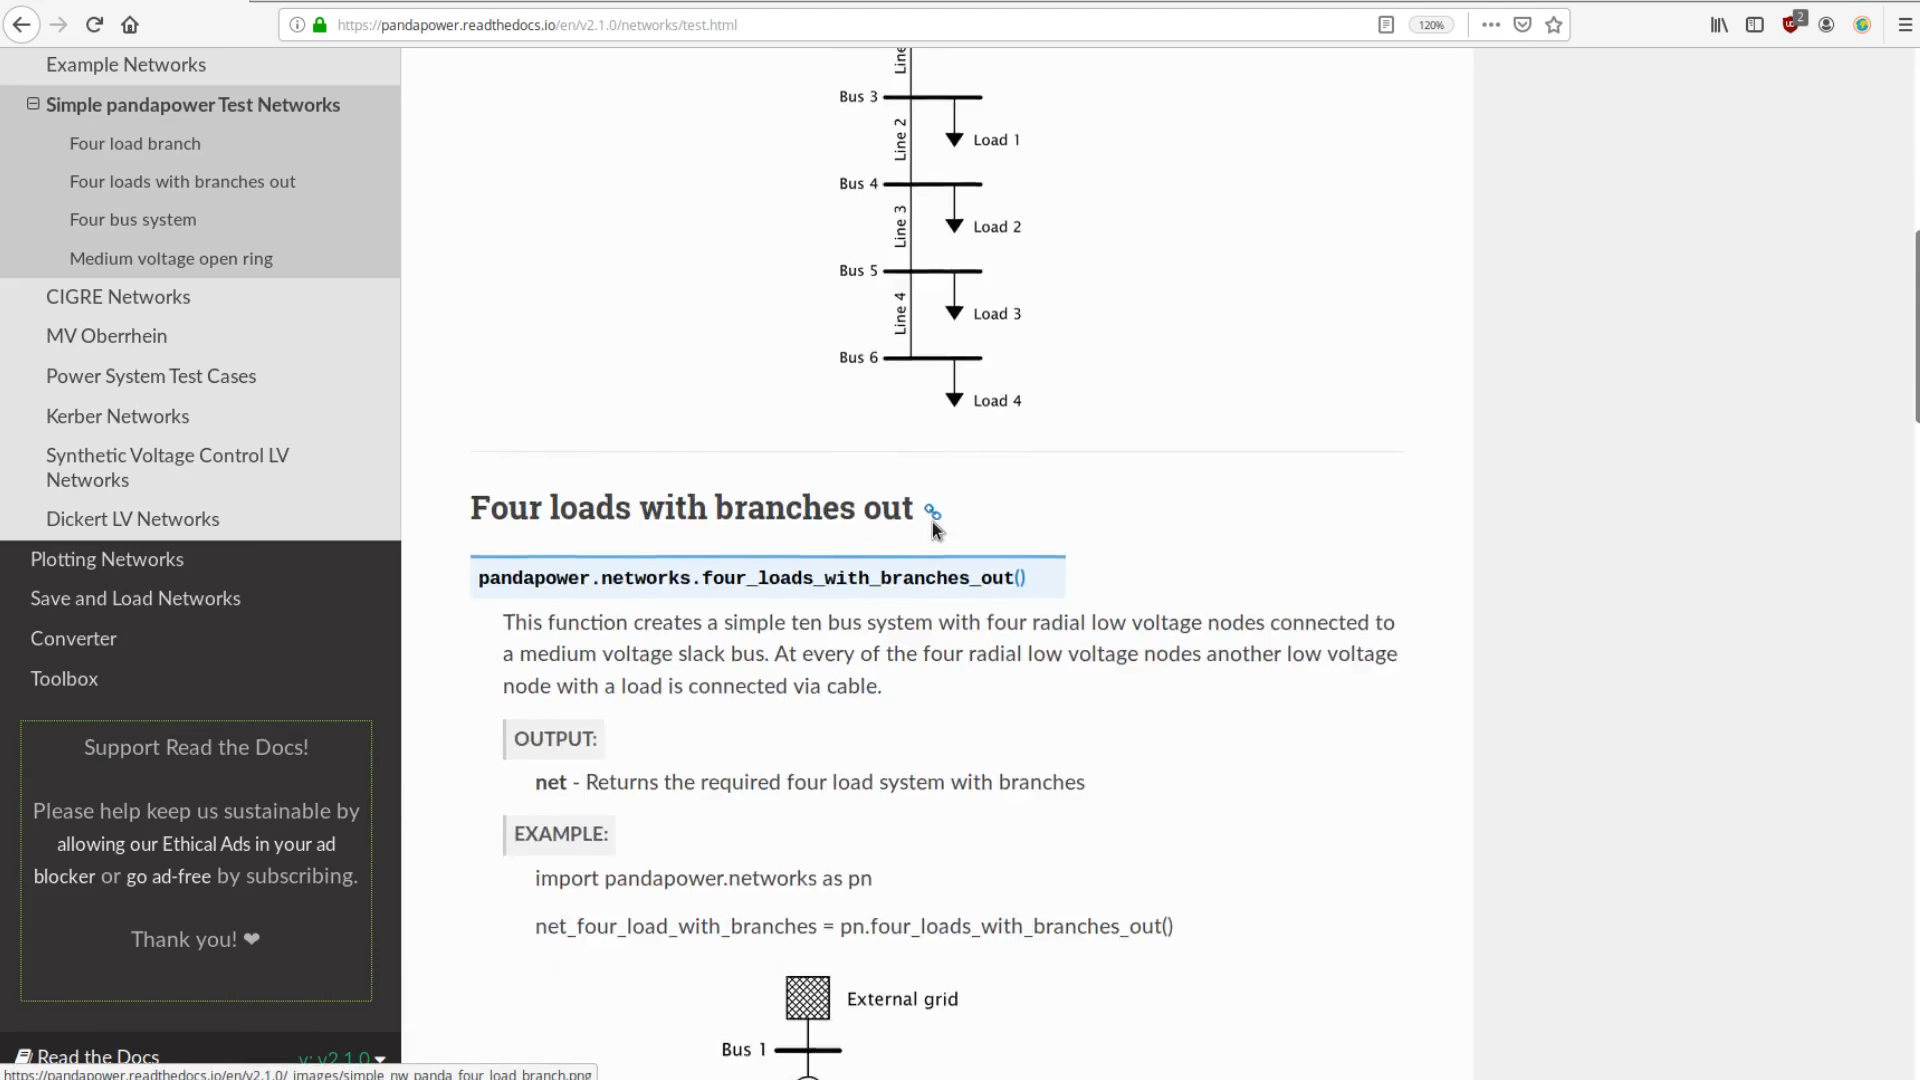 https://pandapower.readthedocs.io/en/v2.1.0/networks/test.html
120%
2
Example Networks
Simple pandapower Test Networks
Four load branch
Four loads with branches out
Four bus system
Medium voltage open ring
CIGRE Networks
MV Oberrhein
Power System Test Cases
Kerber Networks
Synthetic Voltage Control LV
Networks
Dickert LV Networks
Plotting Networks
Save and Load Networks
Converter
Toolbox
Support Read the Docs!
Please help keep us sustainable by
allowing our Ethical Ads in your ad
blocker or go ad-free by subscribing.
Thank you! ❤
Read the Docs
v: v2.1.0
https://pandapower.readthedocs.io/en/v2.1.0/_images/simple_nw_panda_four_load_branch.png
Line
Bus 3
Line 2
Load 1
Bus 4
Line 3
Load 2
Bus 5
Line 4
Load 3
Bus 6
Load 4
Four loads with branches out
pandapower.networks.four_loads_with_branches_out()
This function creates a simple ten bus system with four radial low voltage nodes connected to
a medium voltage slack bus. At every of the four radial low voltage nodes another low voltage
node with a load is connected via cable.
OUTPUT:
net - Returns the required four load system with branches
EXAMPLE:
import pandapower.networks as pn
net_four_load_with_branches = pn.four_loads_with_branches_out()
External grid
Bus 1